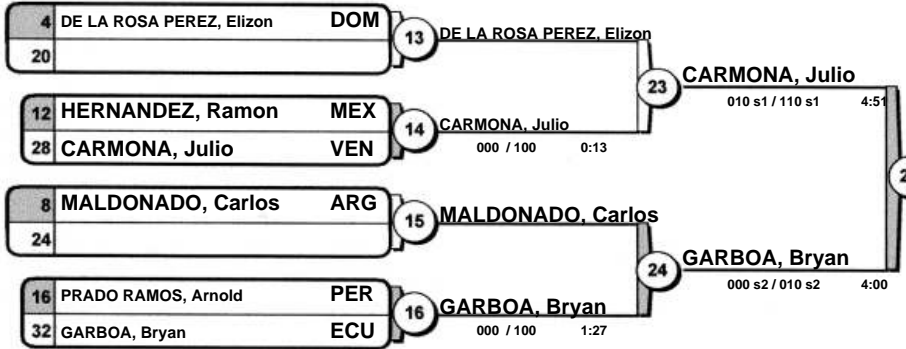 4 DE LA ROSA PEREZ, Elizon DOM
20
13 DE LA ROSA PEREZ, Elizon
12 HERNANDEZ, Ramon MEX
28 CARMONA, Julio VEN
14 CARMONA, Julio
000 / 100 0:13
23 CARMONA, Julio
010 s1 / 110 s1 4:51
8 MALDONADO, Carlos ARG
24
15 MALDONADO, Carlos
16 PRADO RAMOS, Arnold PER
32 GARBOA, Bryan ECU
16 GARBOA, Bryan
000 / 100 1:27
24 GARBOA, Bryan
000 s2 / 010 s2 4:00